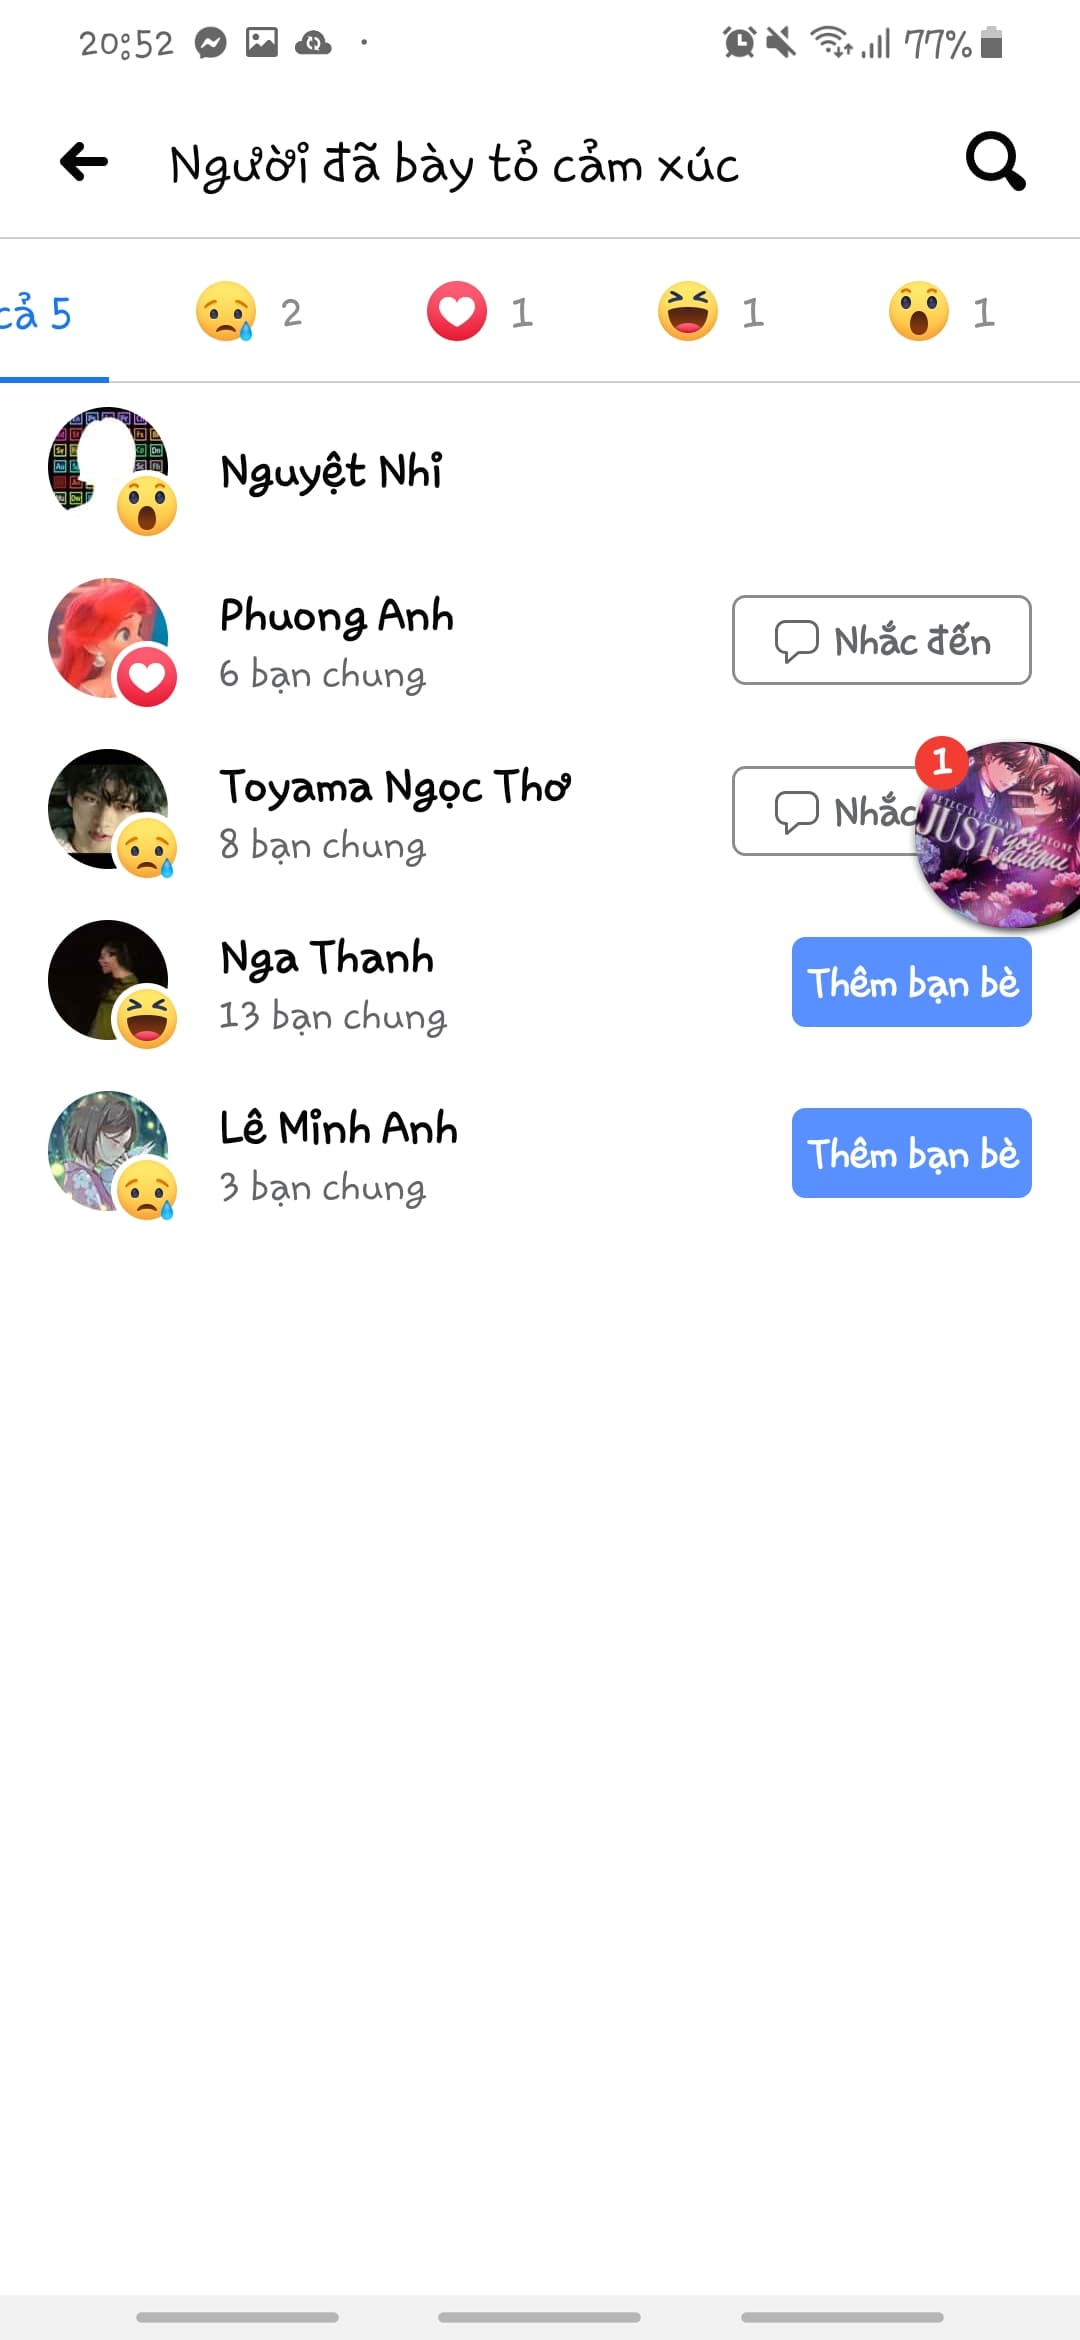 20:52
77%
Người đã bày tỏ cảm xúc
cả 5
2
1
1
1
Nguyệt Nhi
Phuong Anh
6 bạn chung
Nhắc đến
Toyama Ngọc Thơ
8 bạn chung
Nhắc
1
DETECTIVE CONAN
JUST
Nga Thanh
13 bạn chung
Thêm bạn bè
Lê Minh Anh
3 bạn chung
Thêm bạn bè